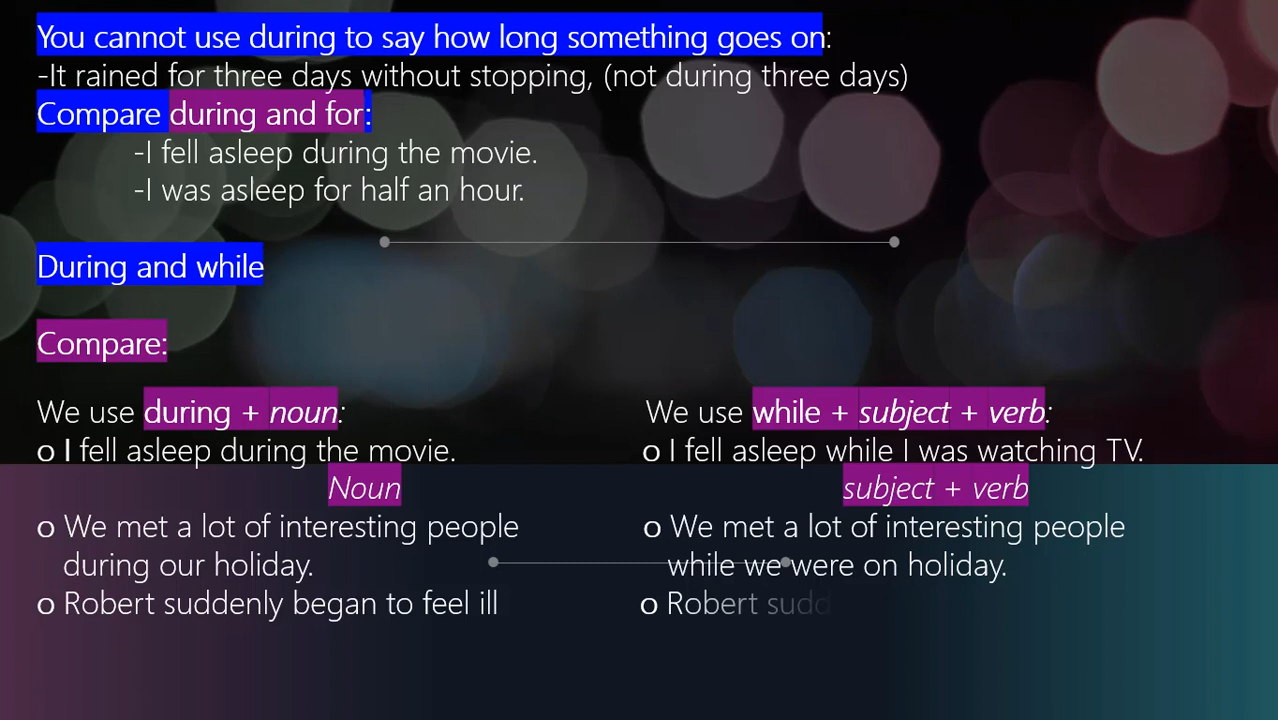 You cannot use during to say how long something goes on:
-It rained for three days without stopping, (not during three days)
Compare during and for:
-I fell asleep during the movie.
-I was asleep for half an hour.
During and while
Compare:
We use during + noun:
o I fell asleep during the movie.
Noun
o We met a lot of interesting people
during our holiday.
o Robert suddenly began to feel ill
We use while + subject + verb:
o I fell asleep while I was watching TV.
subject + verb
o We met a lot of interesting people
while we were on holiday.
o Robert sudd